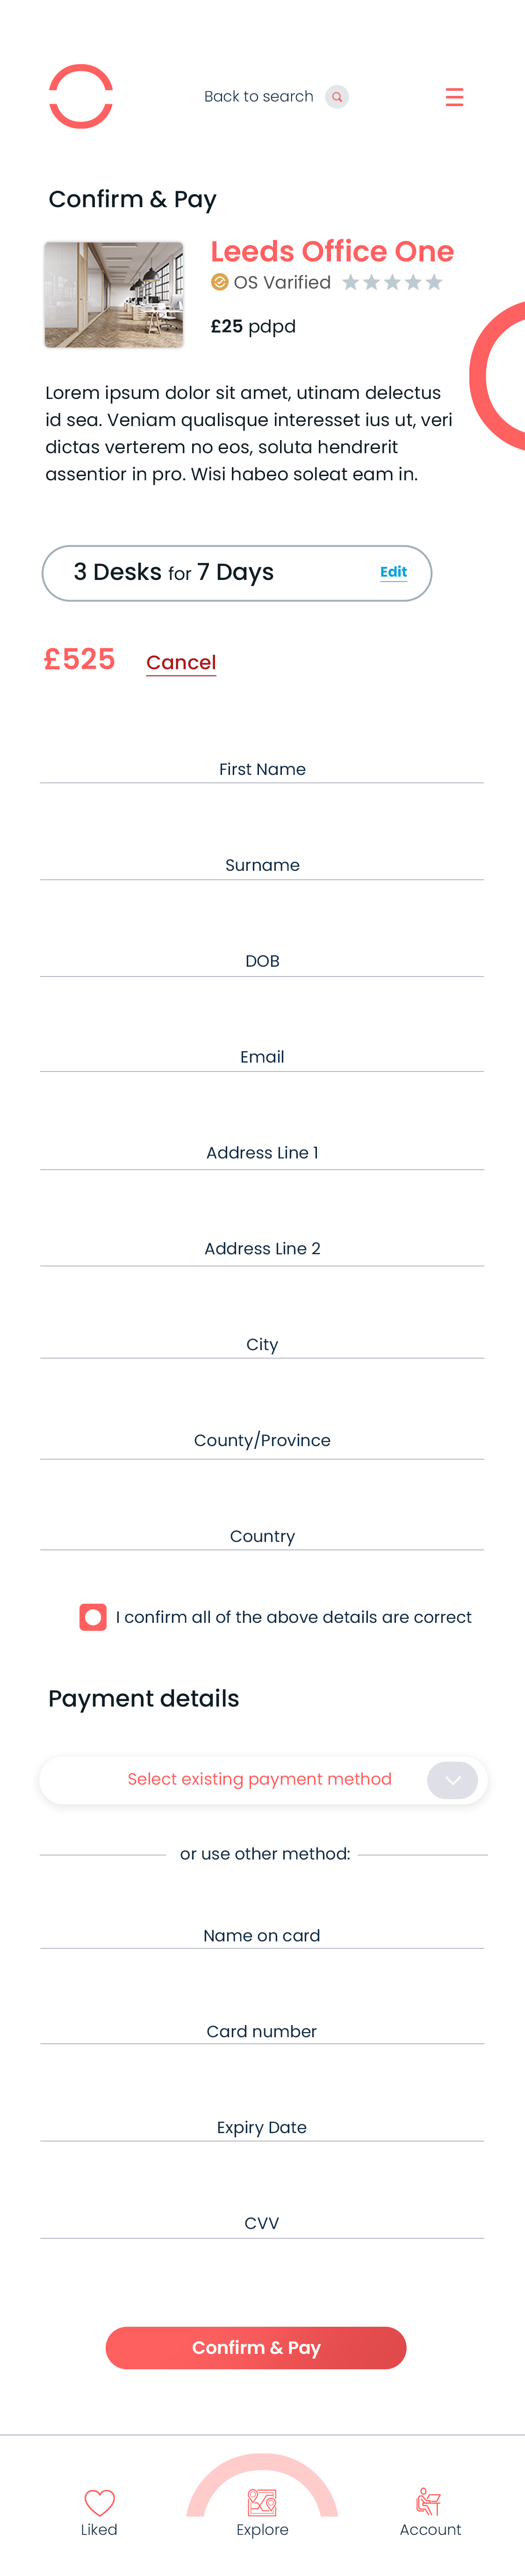 Back to search
Confirm & Pay
Leeds Office One
OS Varified
£25 pdpd
Lorem ipsum dolor sit amet, utinam delectus
id sea. Veniam qualisque interesset ius ut, veri
dictas verterem no eos, soluta hendrerit
assentior in pro. Wisi habeo soleat eam in.
3 Desks for 7 Days
Edit
£525
Cancel
First Name
Surname
DOB
Email
Address Line 1
Address Line 2
City
County/Province
Country
I confirm all of the above details are correct
Payment details
Select existing payment method
or use other method:
Name on card
Card number
Expiry Date
CVV
Confirm & Pay
Liked
Explore
Account